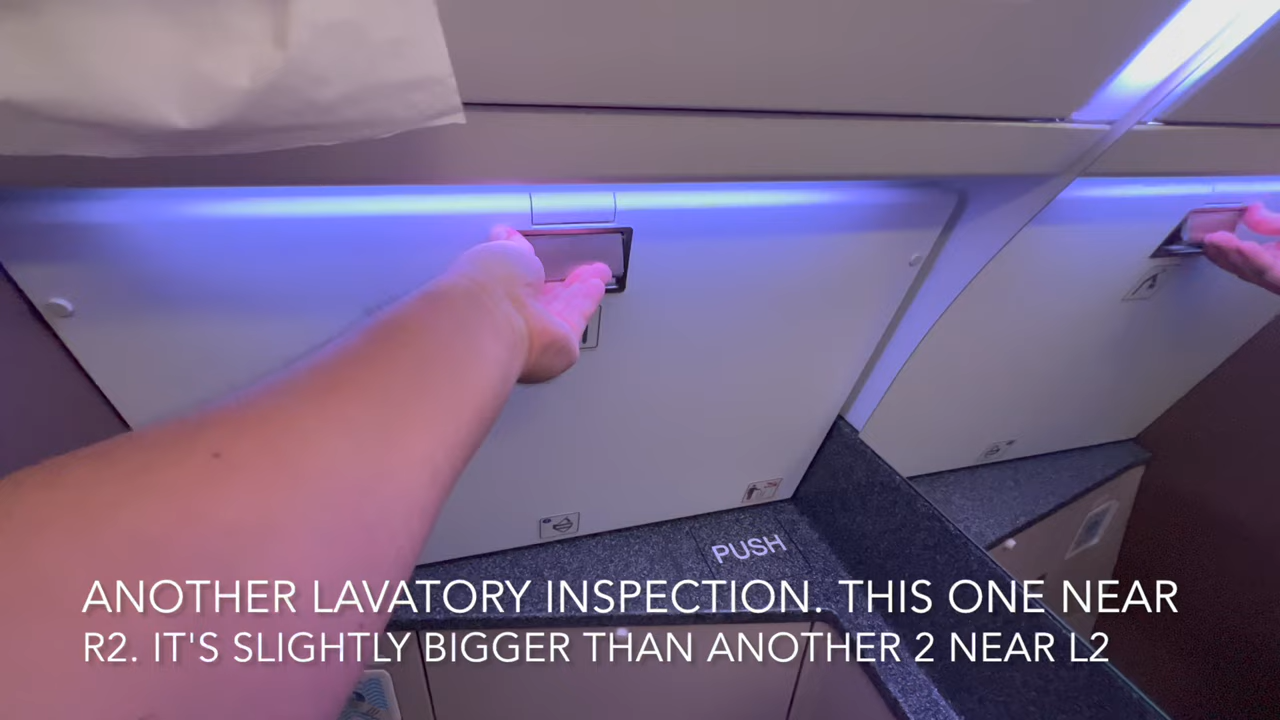 PUSH
ANOTHER LAVATORY INSPECTION. THIS ONE NEAR
R2. IT'S SLIGHTLY BIGGER THAN ANOTHER 2 NEAR L2